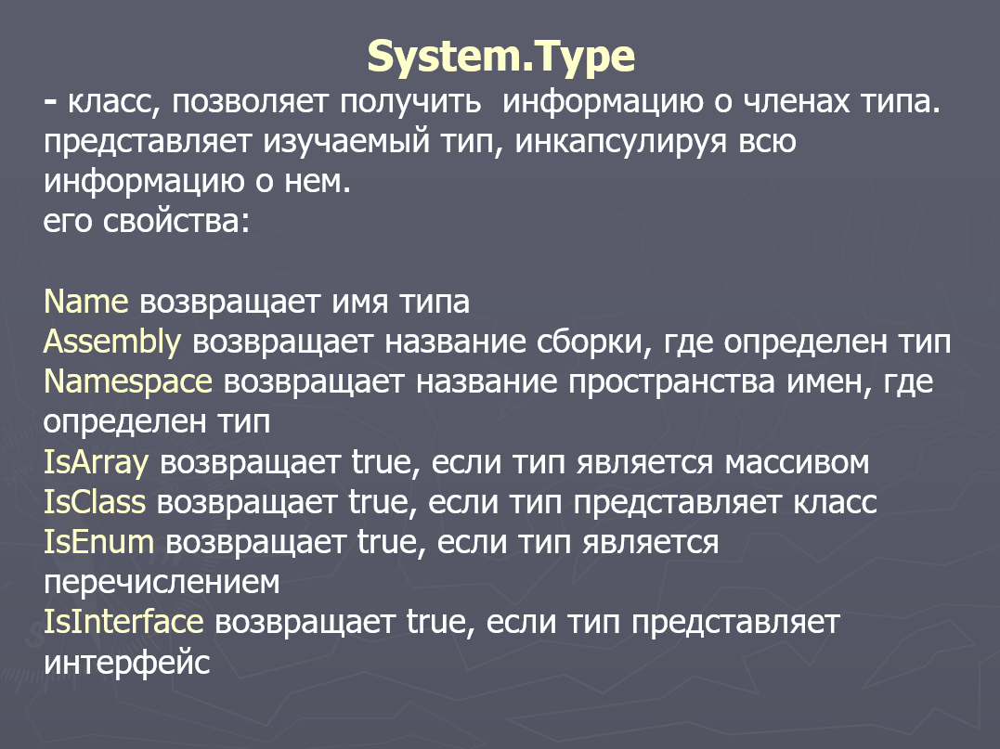 System.Type
- класс, позволяет получить  информацию о членах типа.
представляет изучаемый тип, инкапсулируя всю
информацию о нем.
его свойства:
Name возвращает имя типа
Assembly возвращает название сборки, где определен тип
Namespace возвращает название пространства имен, где
определен тип
IsArray возвращает true, если тип является массивом
IsClass возвращает true, если тип представляет класс
IsEnum возвращает true, если тип является
перечислением
IsInterface возвращает true, если тип представляет
интерфейс